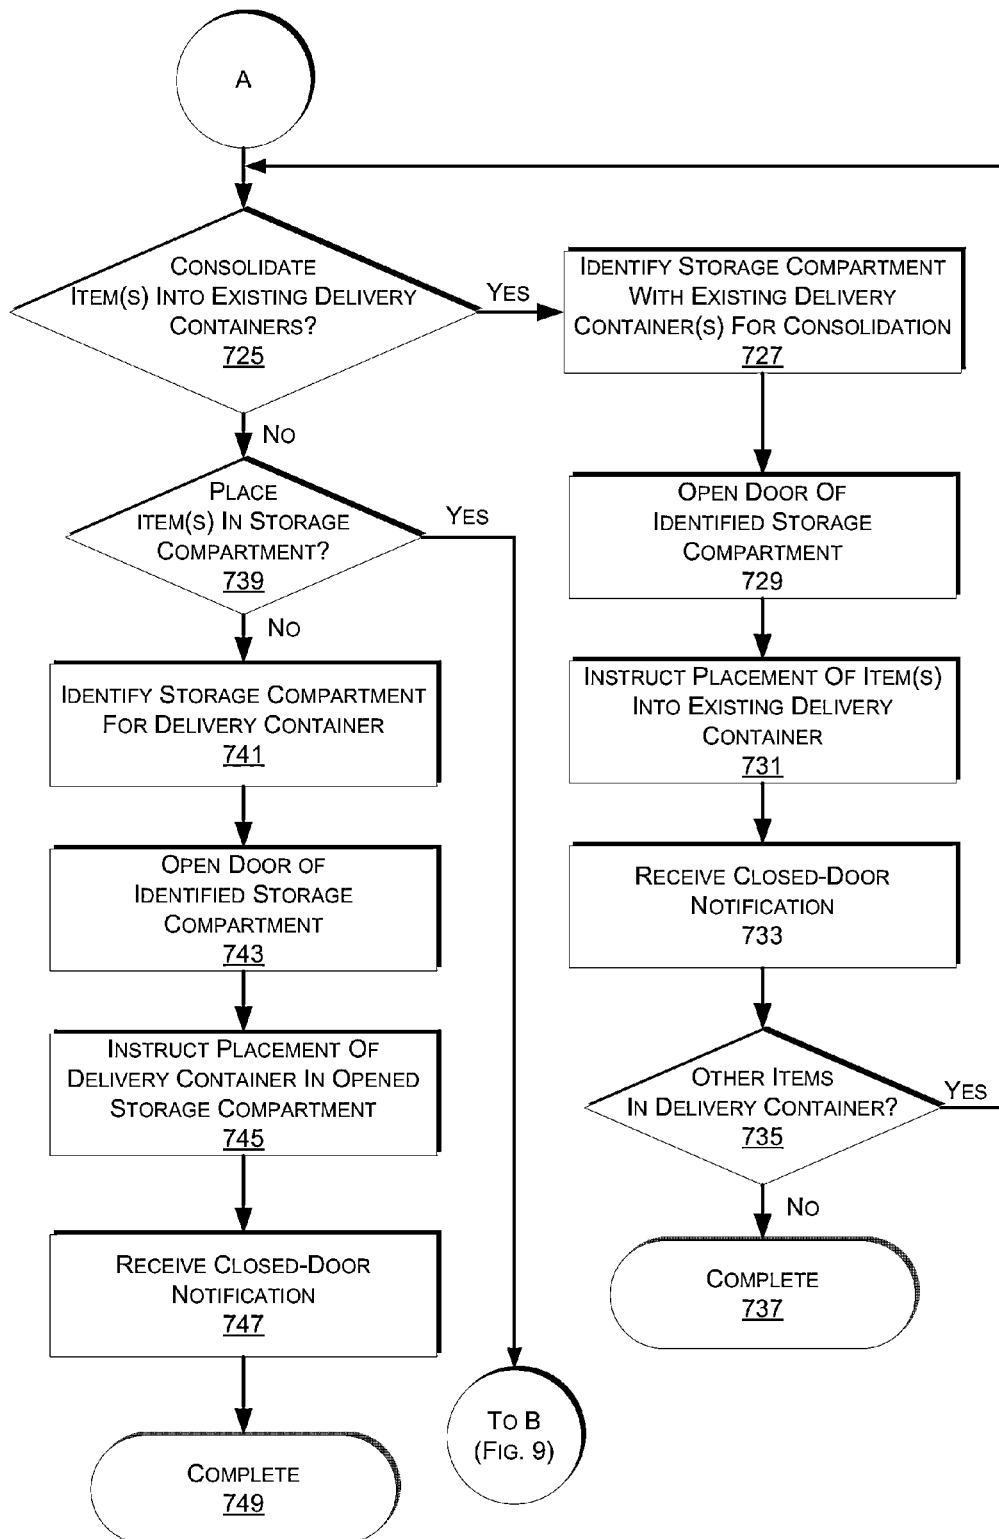 A
CONSOLIDATE
ITEM(S) INTO EXISTING DELIVERY
CONTAINERS?
725
YES
IDENTIFY STORAGE COMPARTMENT
WITH EXISTING DELIVERY
CONTAINER(S) FOR CONSOLIDATION
727
NO
PLACE
ITEM(S) IN STORAGE
COMPARTMENT?
739
YES
OPEN DOOR OF
IDENTIFIED STORAGE
COMPARTMENT
729
NO
IDENTIFY STORAGE COMPARTMENT
FOR DELIVERY CONTAINER
741
INSTRUCT PLACEMENT OF ITEM(S)
INTO EXISTING DELIVERY
CONTAINER
731
OPEN DOOR OF
IDENTIFIED STORAGE
COMPARTMENT
743
RECEIVE CLOSED-DOOR
NOTIFICATION
733
INSTRUCT PLACEMENT OF
DELIVERY CONTAINER IN OPENED
STORAGE COMPARTMENT
745
OTHER ITEMS
IN DELIVERY CONTAINER?
735
YES
NO
RECEIVE CLOSED-DOOR
NOTIFICATION
747
COMPLETE
737
TO B
(FIG. 9)
COMPLETE
749